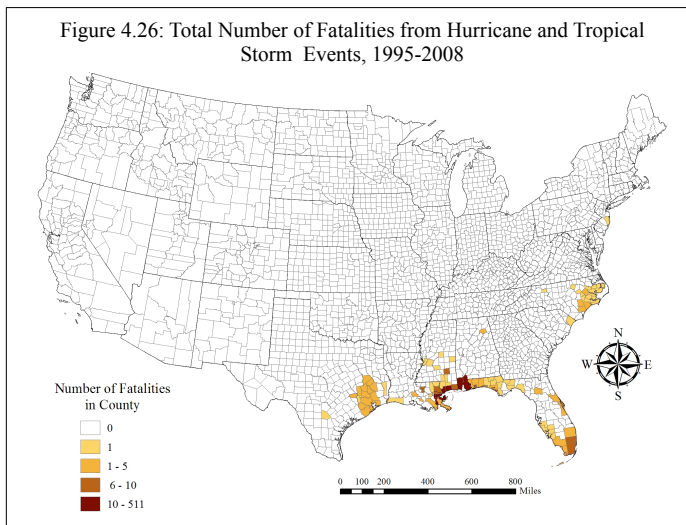 Figure 4.26: Total Number of Fatalities from Hurricane and Tropical
Storm Events, 1995-2008
N
W
E
S
Number of Fatalities
in County
0
1
1 - 5
6 - 10
10 - 511
0 50 100 200 400 600 800
Miles